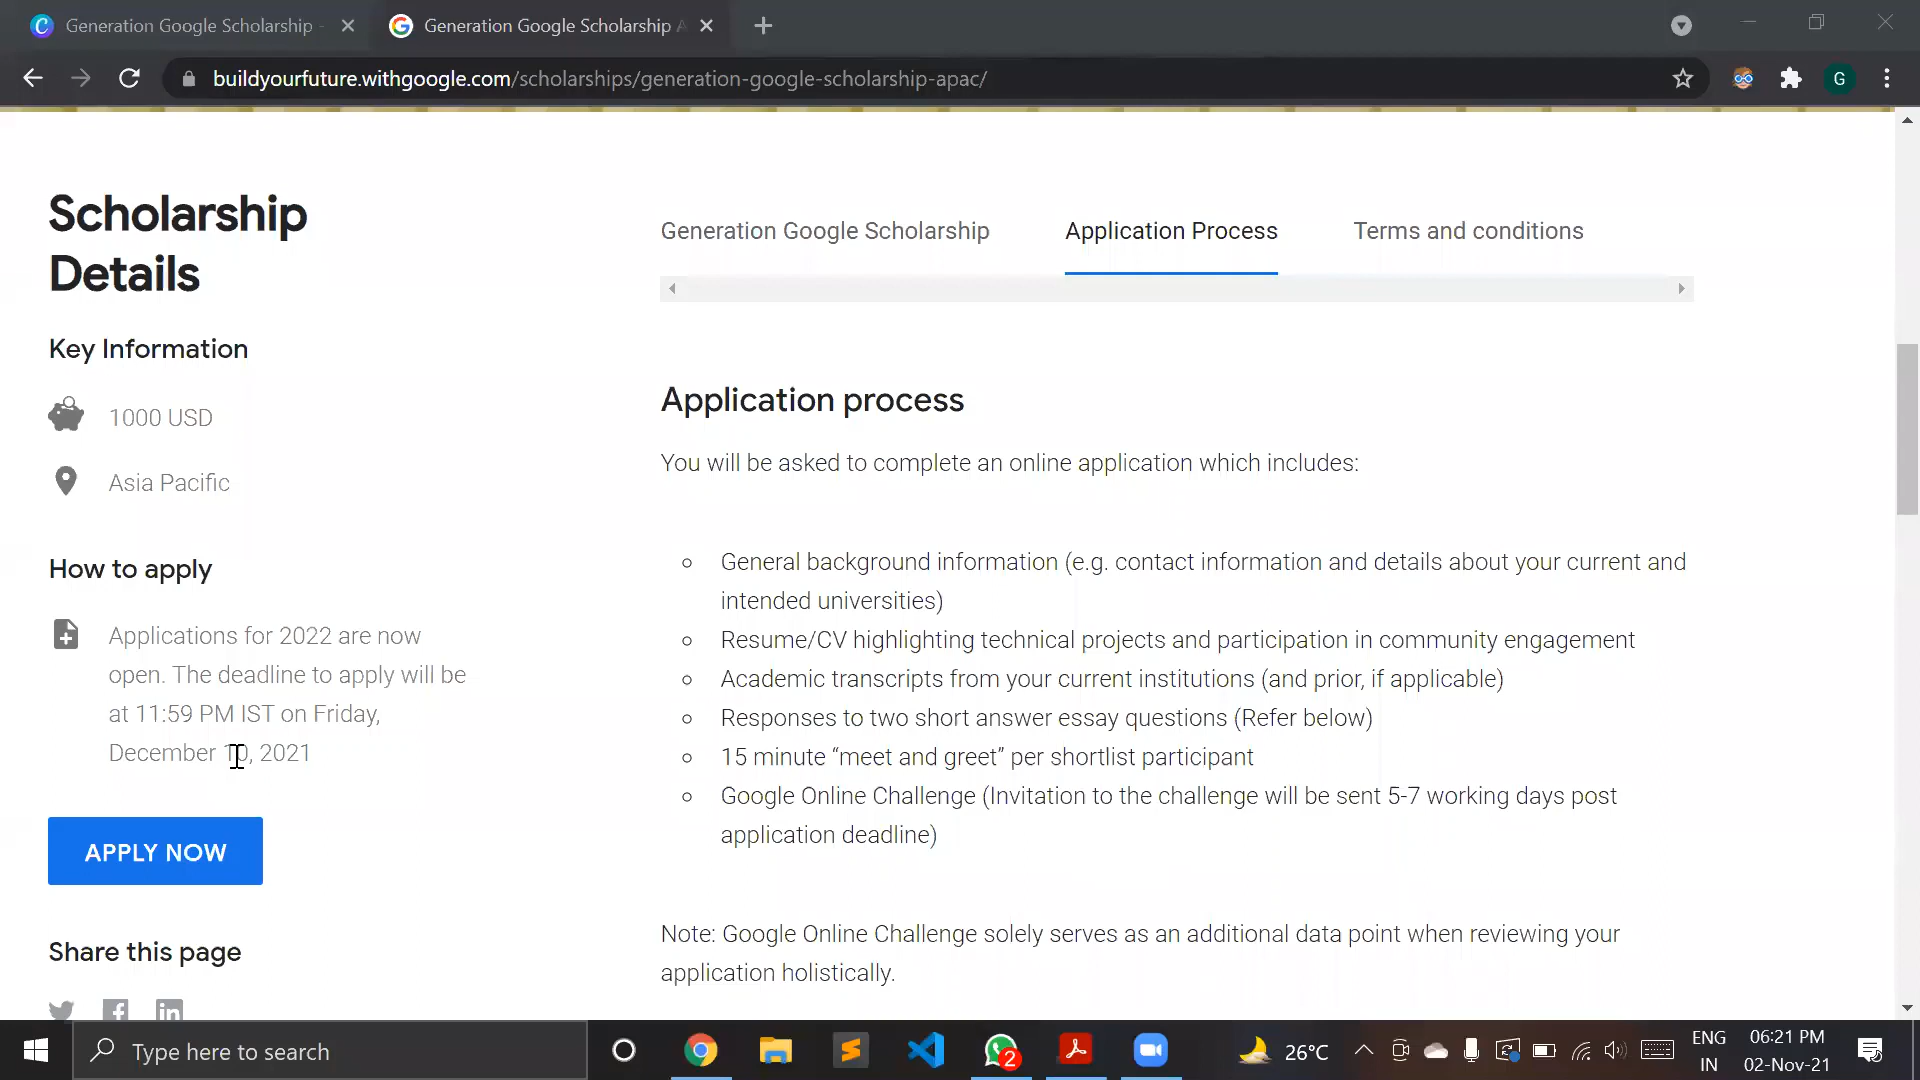 Generation Google Scholarship -
Generation Google Scholarship A
buildyourfuture.withgoogle.com/scholarships/generation-google-scholarship-apac/
G
Scholarship
Details
Key Information
1000 USD
Asia Pacific
How to apply
Applications for 2022 are now
open. The deadline to apply will be
at 11:59 PM IST on Friday,
December 10, 2021
APPLY NOW
Share this page
Generation Google Scholarship
Application Process
Terms and conditions
Application process
You will be asked to complete an online application which includes:
General background information (e.g. contact information and details about your current and
intended universities)
Resume/CV highlighting technical projects and participation in community engagement
Academic transcripts from your current institutions (and prior, if applicable)
Responses to two short answer essay questions (Refer below)
15 minute “meet and greet” per shortlist participant
Google Online Challenge (Invitation to the challenge will be sent 5-7 working days post
application deadline)
Note: Google Online Challenge solely serves as an additional data point when reviewing your
application holistically.
Type here to search
2
26°C
ENG
IN
06:21 PM
02-Nov-21